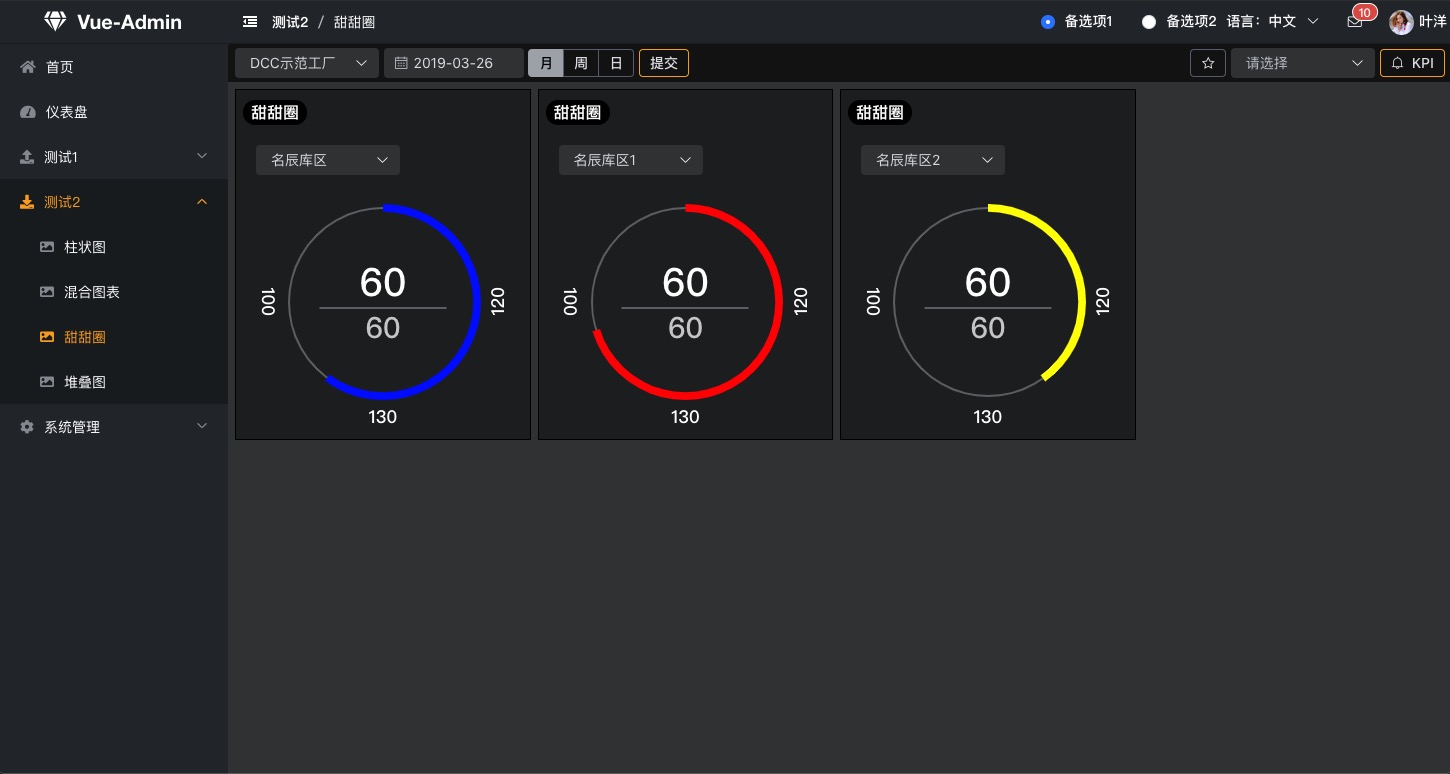 Vue-Admin
测试2 / 甜甜圈
备选项1
备选项2
语言：中文
10
叶洋
首页
仪表盘
测试1
测试2
柱状图
混合图表
甜甜圈
堆叠图
系统管理
DCC示范工厂
2019-03-26
月
周
日
提交
请选择
KPI
甜甜圈
名辰库区
60
60
100
120
130
甜甜圈
名辰库区1
60
60
100
120
130
甜甜圈
名辰库区2
60
60
100
120
130